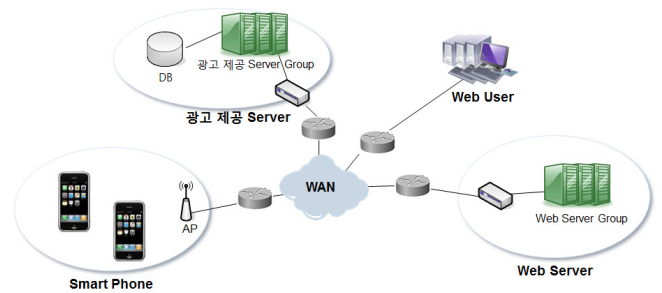 DB
광고 제공 Server Group
광고 제공 Server
Web User
WAN
AP
Smart Phone
Web Server Group
Web Server